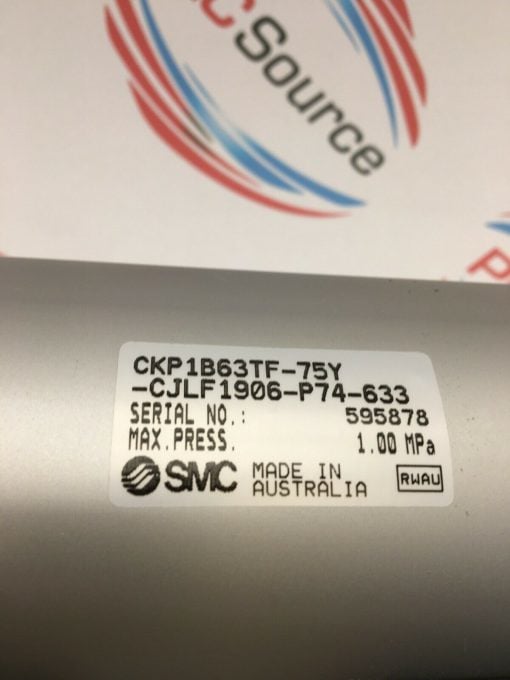 C Source
P
CKP1B63TF-75Y
-CJLF1906-P74-633
SERIAL NO.: 595878
MAX.PRESS. 1.00 MPa
SMC MADE IN
AUSTRALIA
RWAU